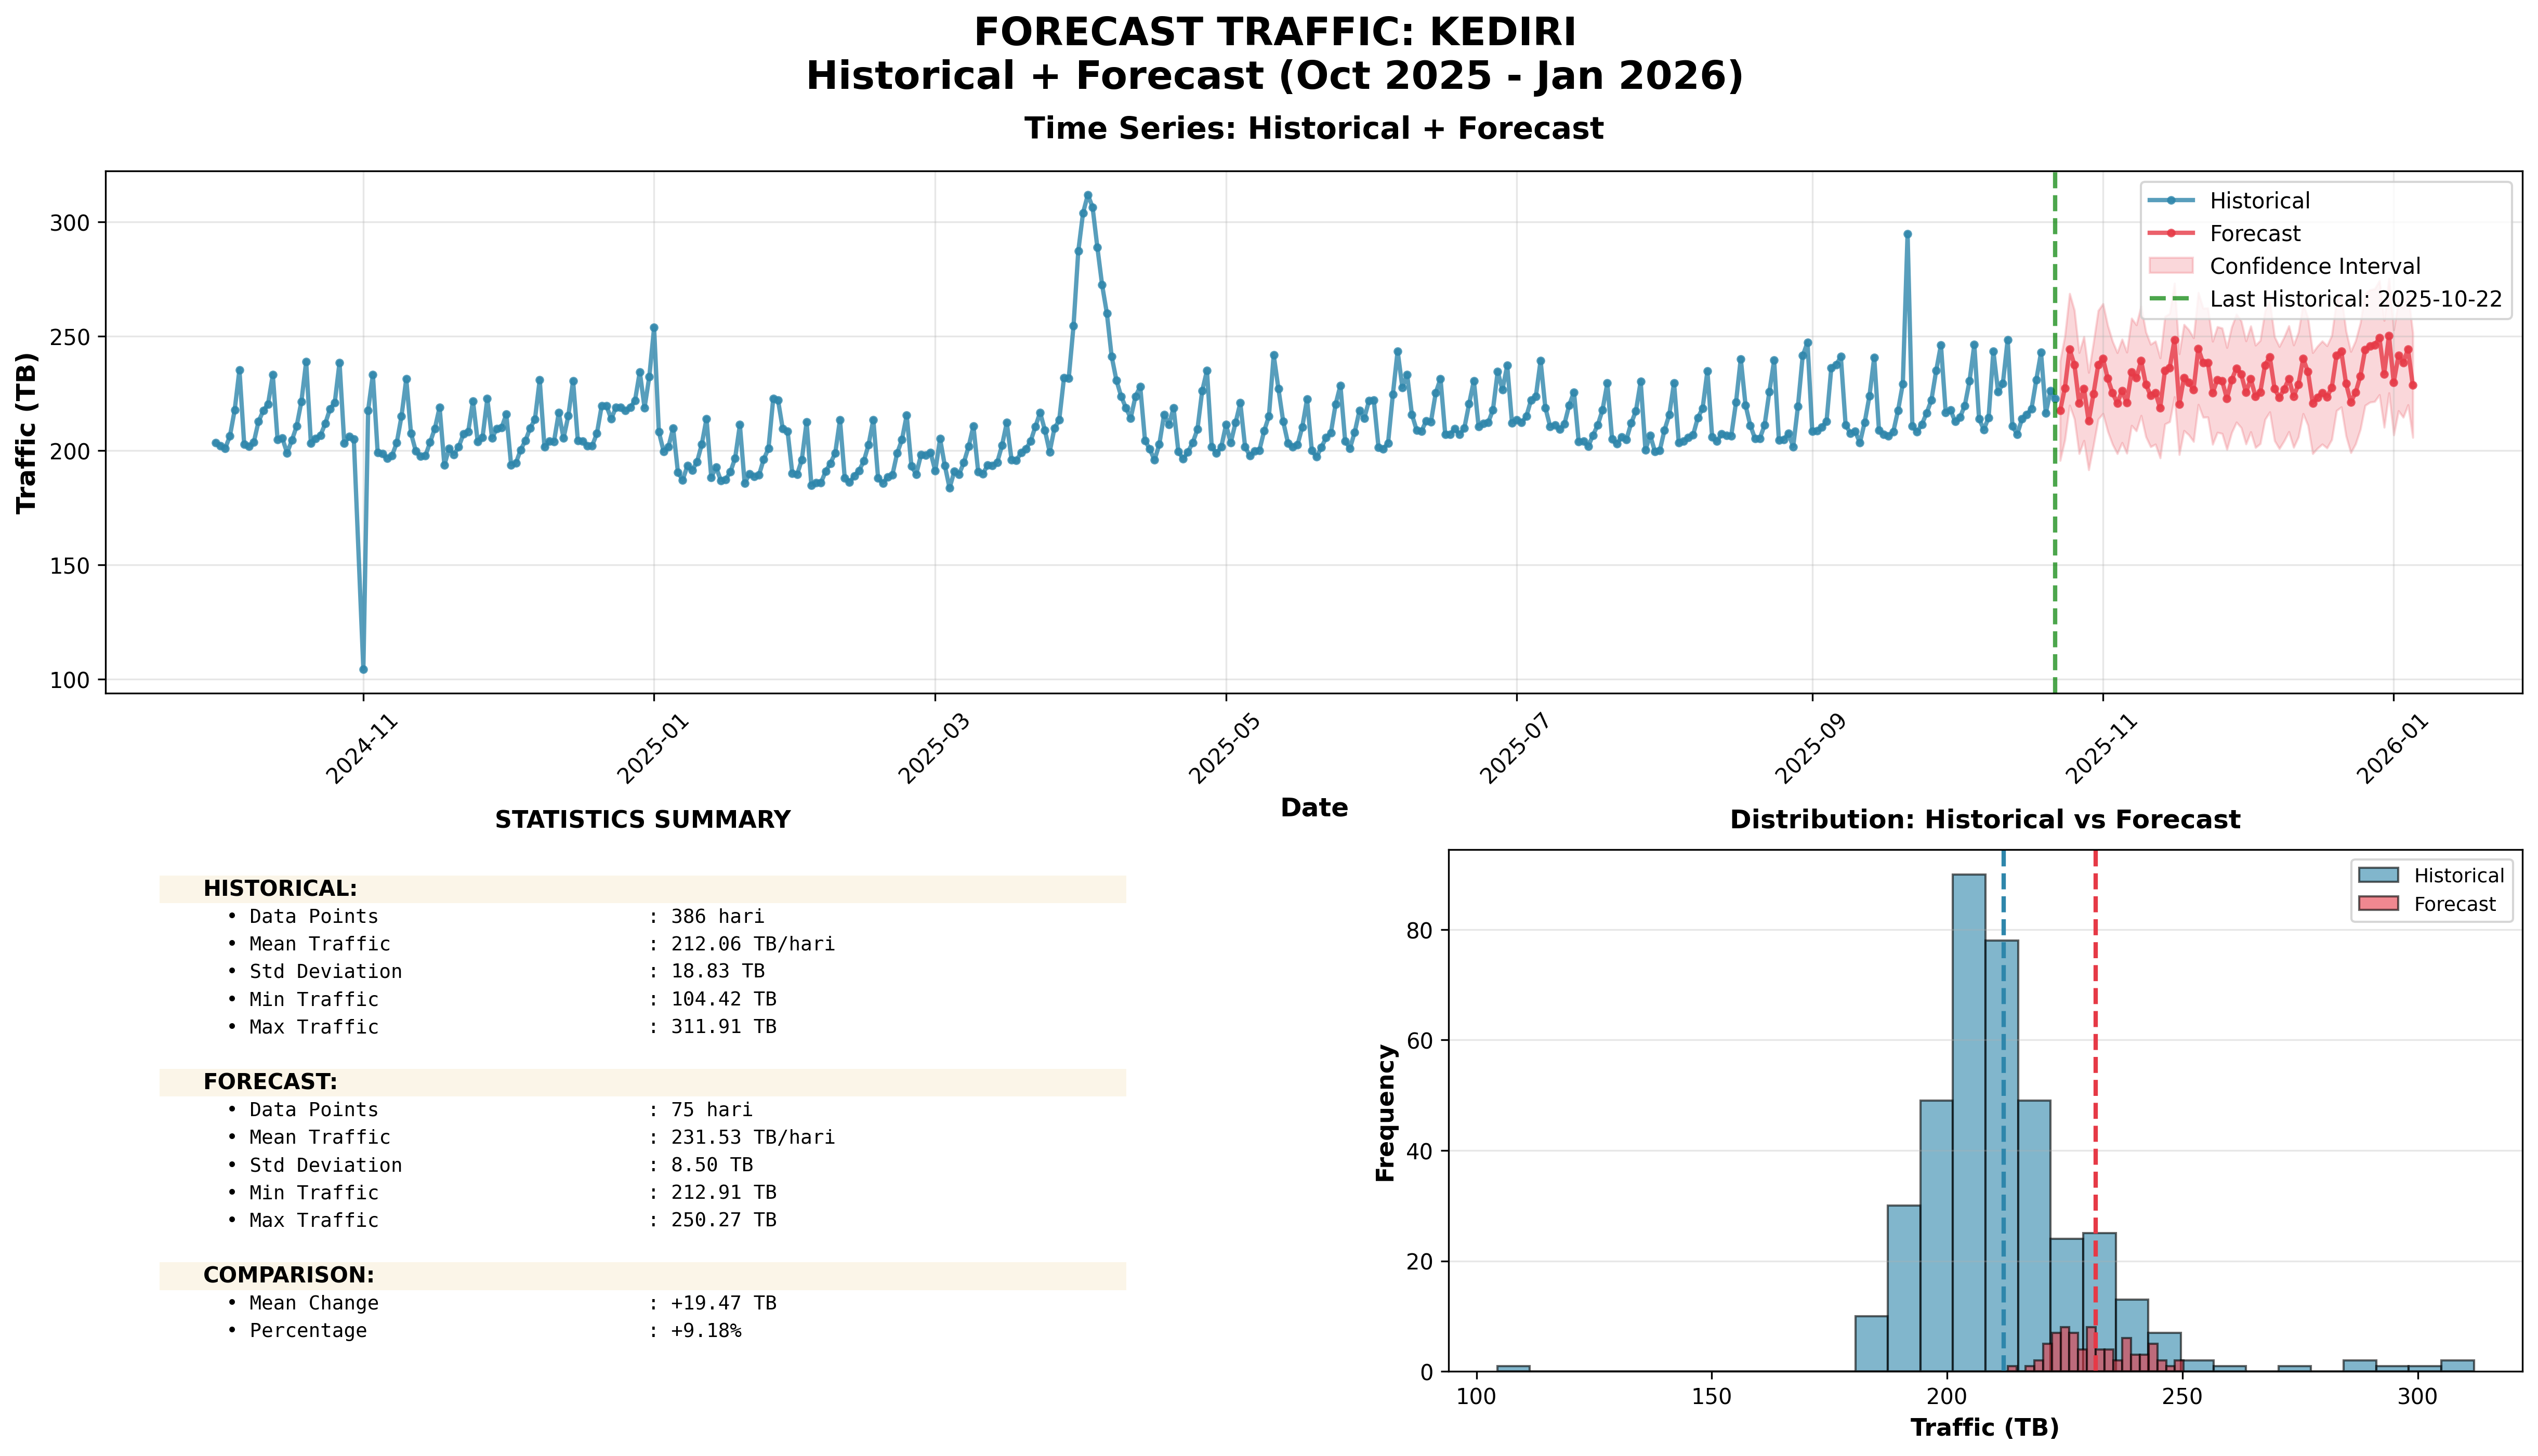 FORECAST TRAFFIC: KEDIRI
Historical + Forecast (Oct 2025 - Jan 2026)
Time Series: Historical + Forecast
Traffic (TB)
300
250
200
150
100
Historical
Forecast
Confidence Interval
Last Historical: 2025-10-22
2024-11
2025-01
2025-03
2025-05
2025-07
2025-09
2025-11
2026-01
Date
STATISTICS SUMMARY
HISTORICAL:
• Data Points : 386 hari
• Mean Traffic : 212.06 TB/hari
• Std Deviation : 18.83 TB
• Min Traffic : 104.42 TB
• Max Traffic : 311.91 TB
FORECAST:
• Data Points : 75 hari
• Mean Traffic : 231.53 TB/hari
• Std Deviation : 8.50 TB
• Min Traffic : 212.91 TB
• Max Traffic : 250.27 TB
COMPARISON:
• Mean Change : +19.47 TB
• Percentage : +9.18%
Distribution: Historical vs Forecast
Frequency
80
60
40
20
0
Historical
Forecast
100
150
200
250
300
Traffic (TB)